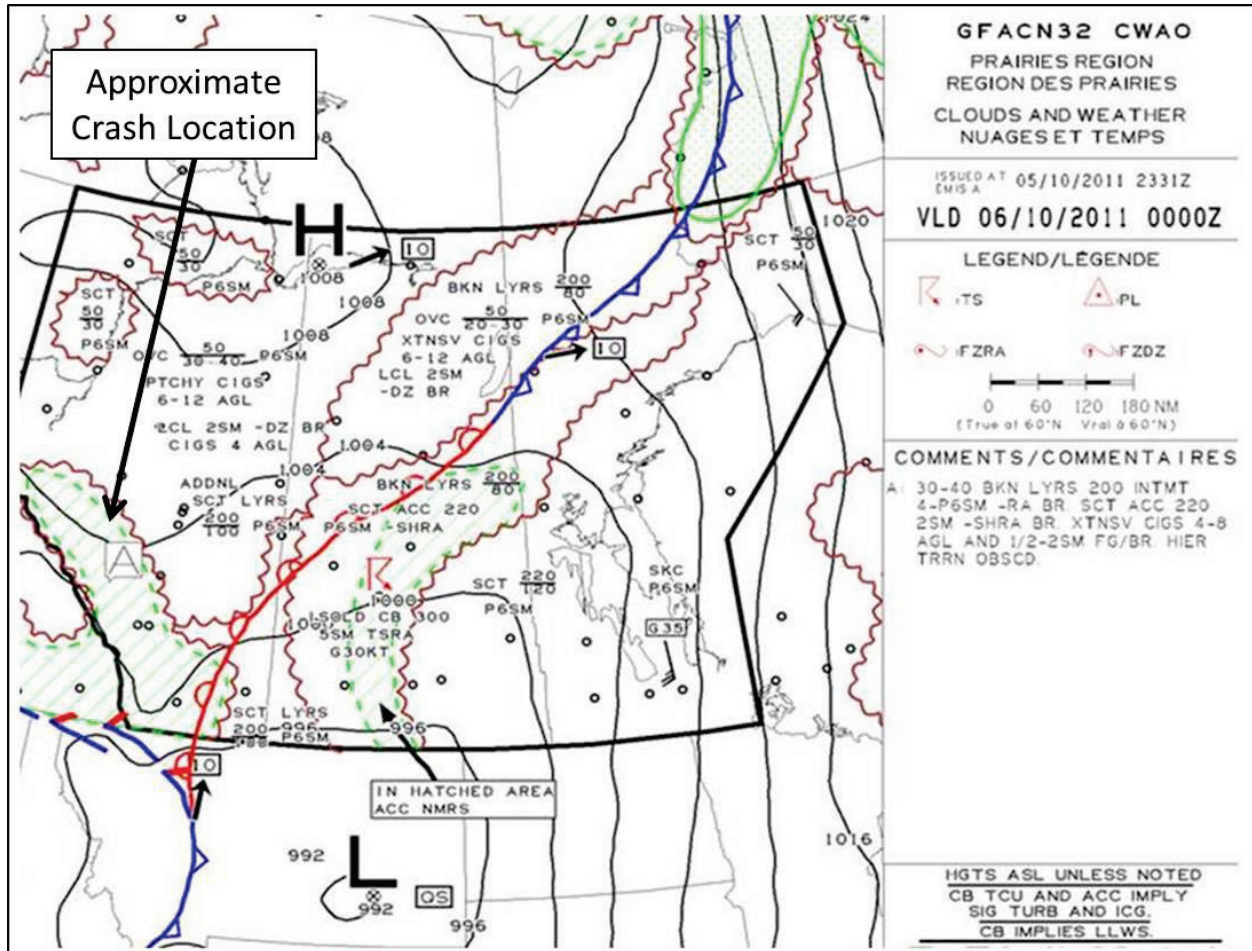 Approximate
Crash Location
GFACN32 CWAO
PRAIRIES REGION
REGION DES PRAIRIES
CLOUDS AND WEATHER
NUAGES ET TEMPS
ISSUED AT
EMIS A
05/10/2011 2331Z
VLD 06/10/2011 0000Z
LEGEND/LÉGENDE
:TS
:PL
:FZRA
:FZDZ
0 60 120 180 NM
(True at 60°N Vrai à 60°N)
COMMENTS/COMMENTAIRES
A: 30-40 BKN LYRS 200 INTMT
4-P6SM -RA BR. SCT ACC 220
2SM -SHRA BR. XTNSV CIGS 4-8
AGL AND 1/2-2SM FG/BR. HIER
TRRN OBSCD.
HGTS ASL UNLESS NOTED
CB TCU AND ACC IMPLY
SIG TURB AND ICG.
CB IMPLIES LLWS.
1024
1020
H
10
1008
1008
1008
SCT
50
30
P6SM
SCT
50
30
P6SM
OVC 50
30-40 P6SM
PTCHY CIGS
6-12 AGL
LCL 2SM -DZ BR
CIGS 4 AGL
BKN LYRS 200
80
OVC 50
20-30 P6SM
XTNSV CIGS
6-12 AGL
LCL 2SM
-DZ BR
10
SCT 50
30
P6SM
1004
1004
ADDNL
SCT LYRS
200
100 P6SM
A
BKN LYRS 200
80
SCT ACC 220
P6SM -SHRA
1000
ISOLD CB 300
5SM TSRA
G30KT
SCT 220
120
P6SM
SKC
P6SM
G35
SCT LYRS
200
P6SM
996
996
10
IN HATCHED AREA
ACC NMRS
992
L
992
QS
996
1016